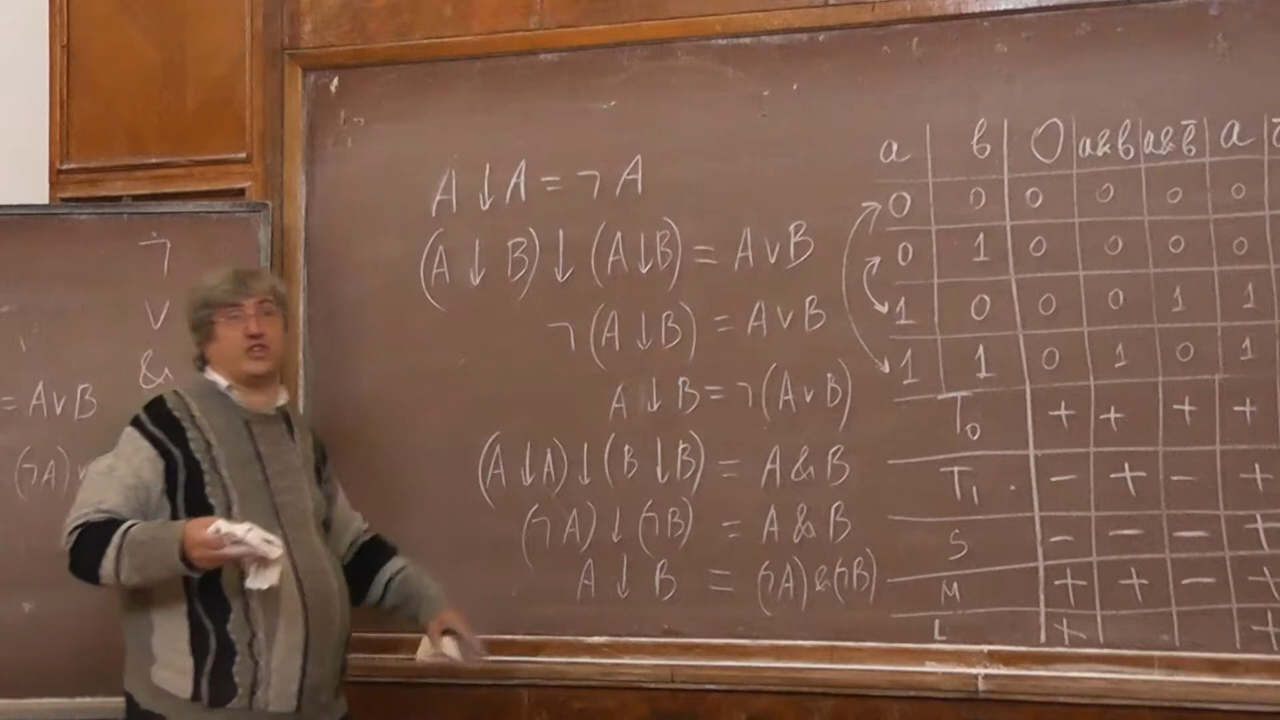 ¬
∨
&
= A∨B
(¬A)∨
A ↓ A = ¬A
(A ↓ B) ↓ (A ↓ B) = A∨B
¬(A ↓ B) = A∨B
A ↓ B = ¬(A∨B)
(A ↓ A) ↓ (B ↓ B) = A & B
(¬A) ↓ (¬B) = A & B
A ↓ B = (¬A) & (¬B)
a в 0 a&в a&в̄ a
0 0 0 0 0 0
0 1 0 0 0 0
1 0 0 0 1 1
1 1 0 1 0 1
T₀ + + + +
T₁ - + - +
S - - - +
M + + - +
L + +